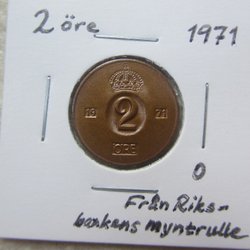 2 öre 1971
19 2 71
ÖRE
0
Från Riks-
bankens myntrulle